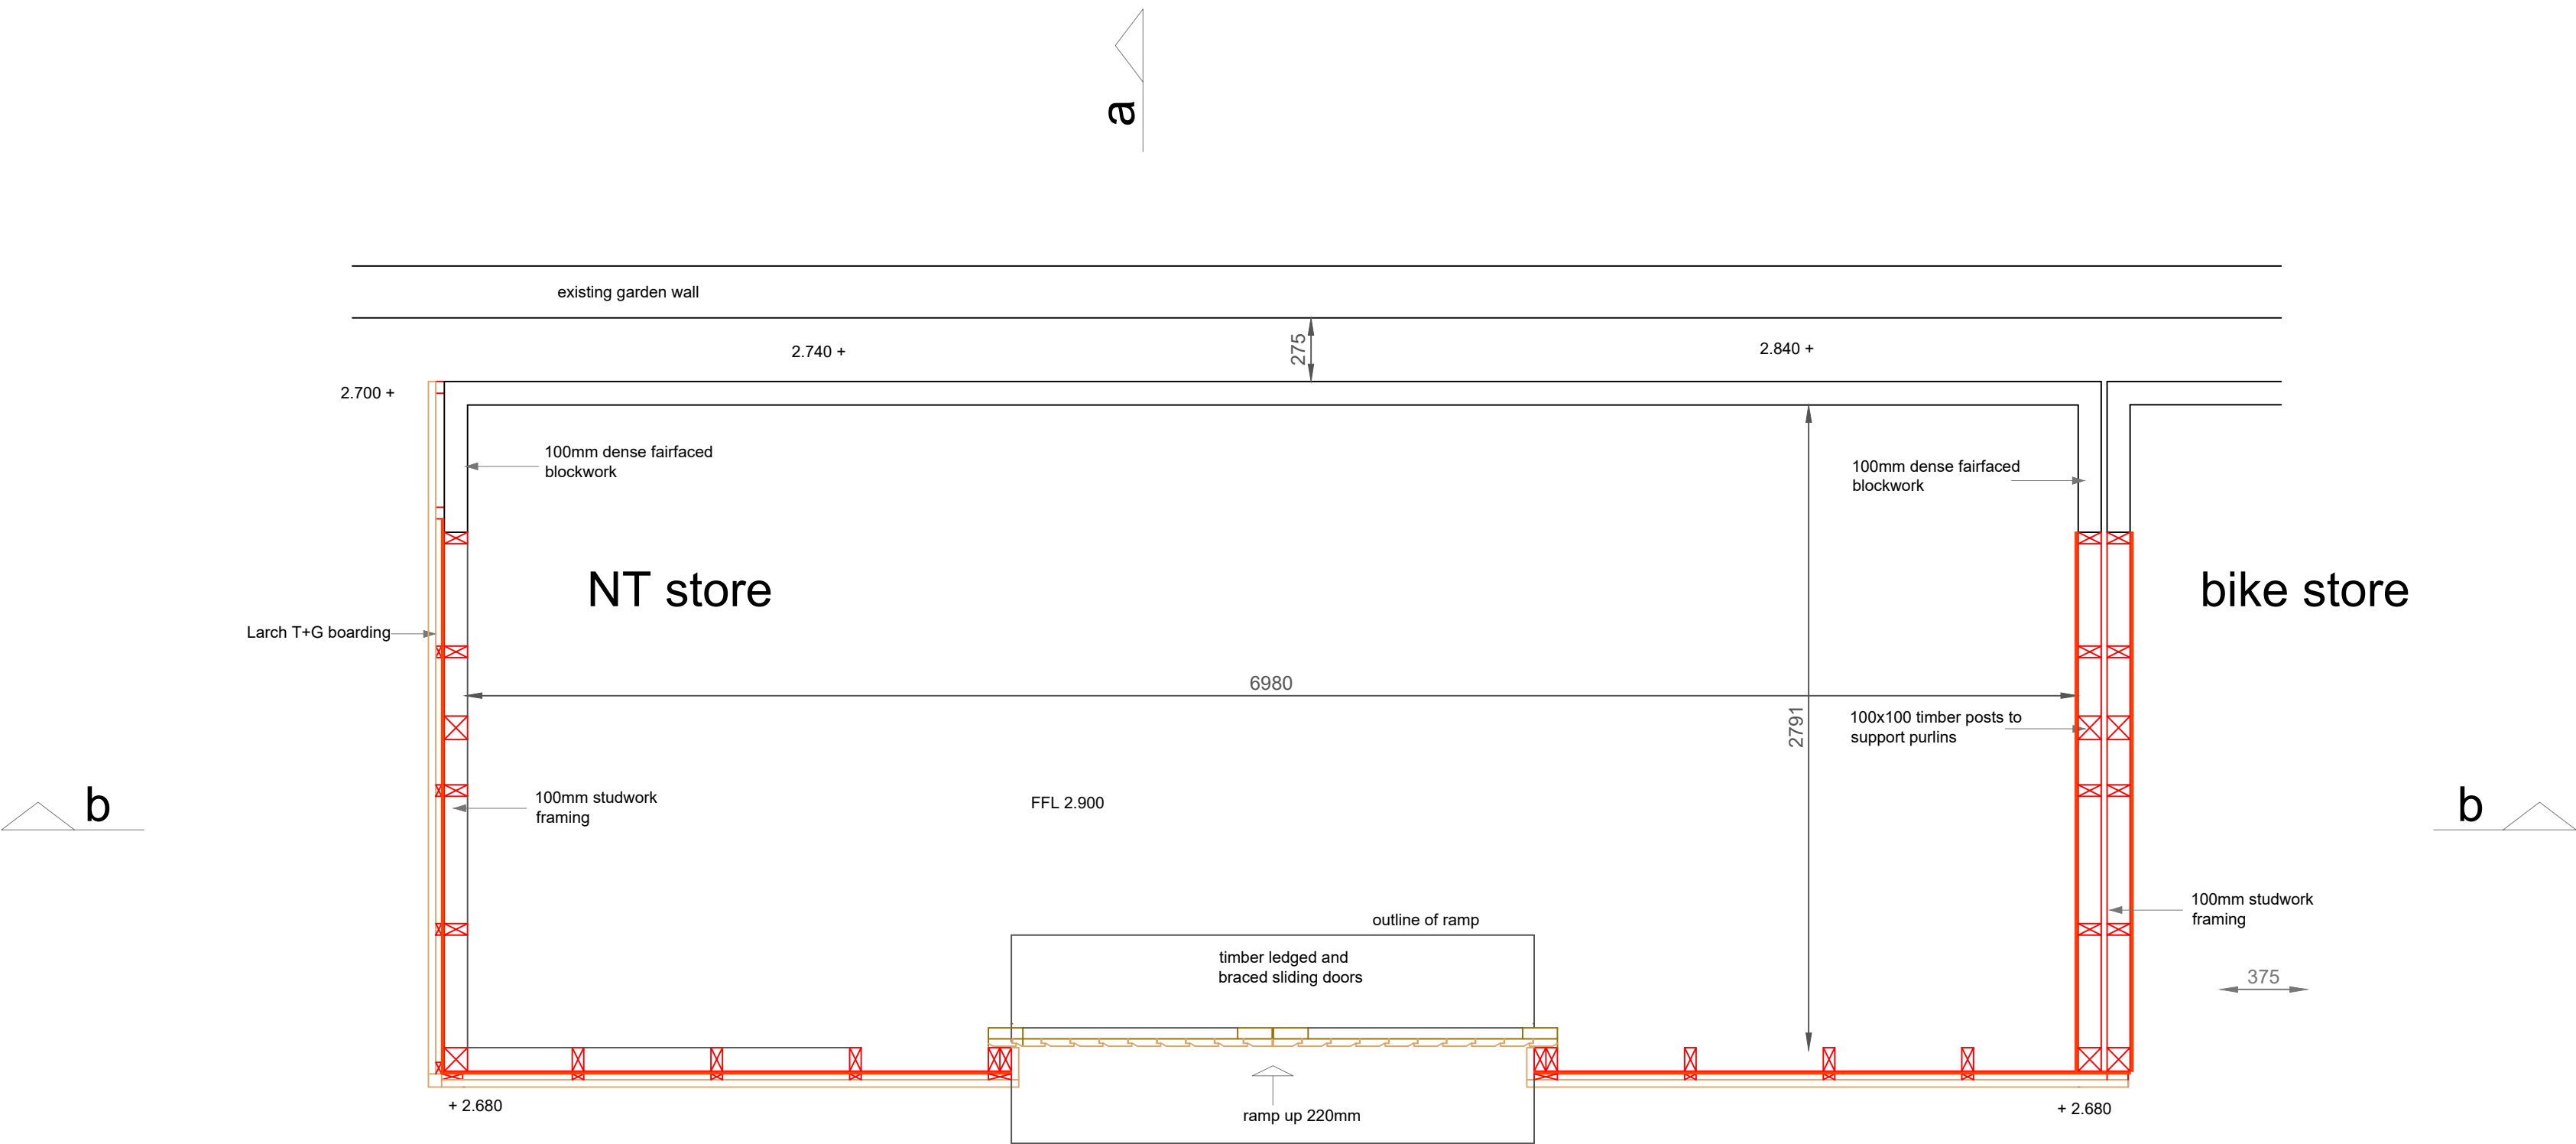 a
existing garden wall
275
2.740 +
2.840 +
2.700 +
100mm dense fairfaced
blockwork
100mm dense fairfaced
blockwork
NT store
bike store
Larch T+G boarding
6980
2791
100x100 timber posts to
support purlins
b
100mm studwork
framing
FFL 2.900
b
100mm studwork
framing
outline of ramp
timber ledged and
braced sliding doors
375
+ 2.680
ramp up 220mm
+ 2.680